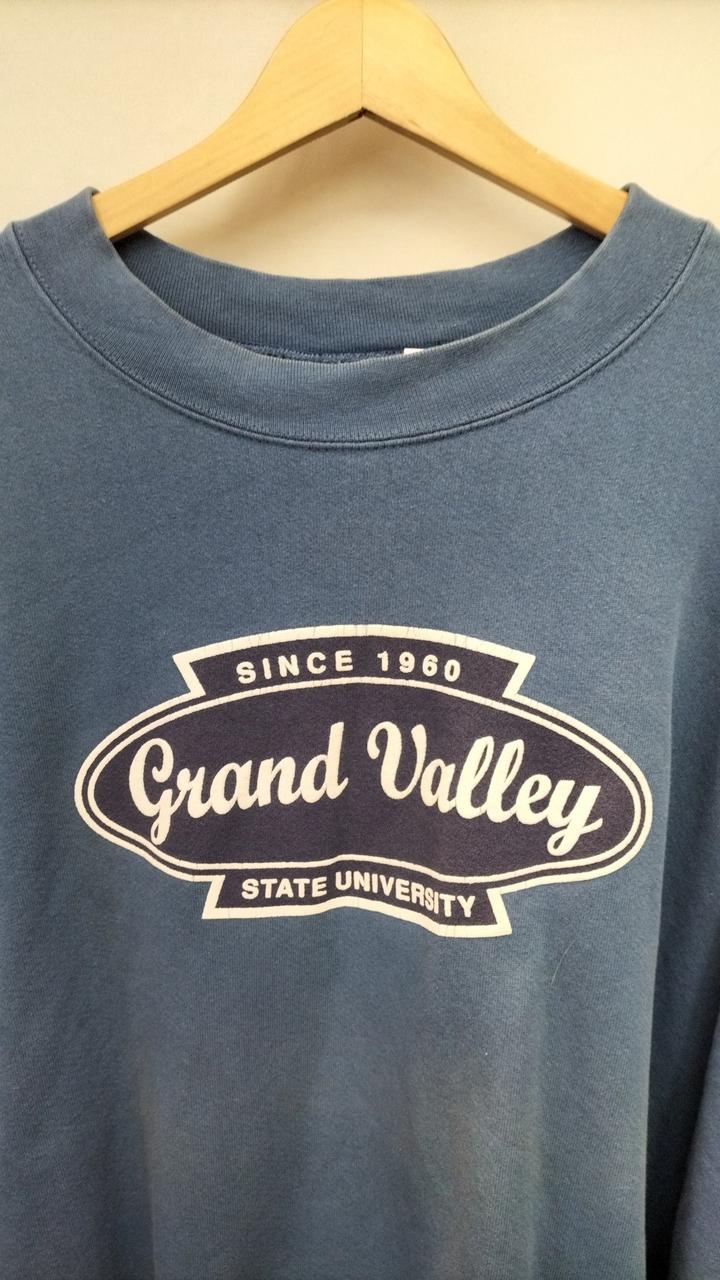 SINCE 1960
Grand Valley
STATE UNIVERSITY